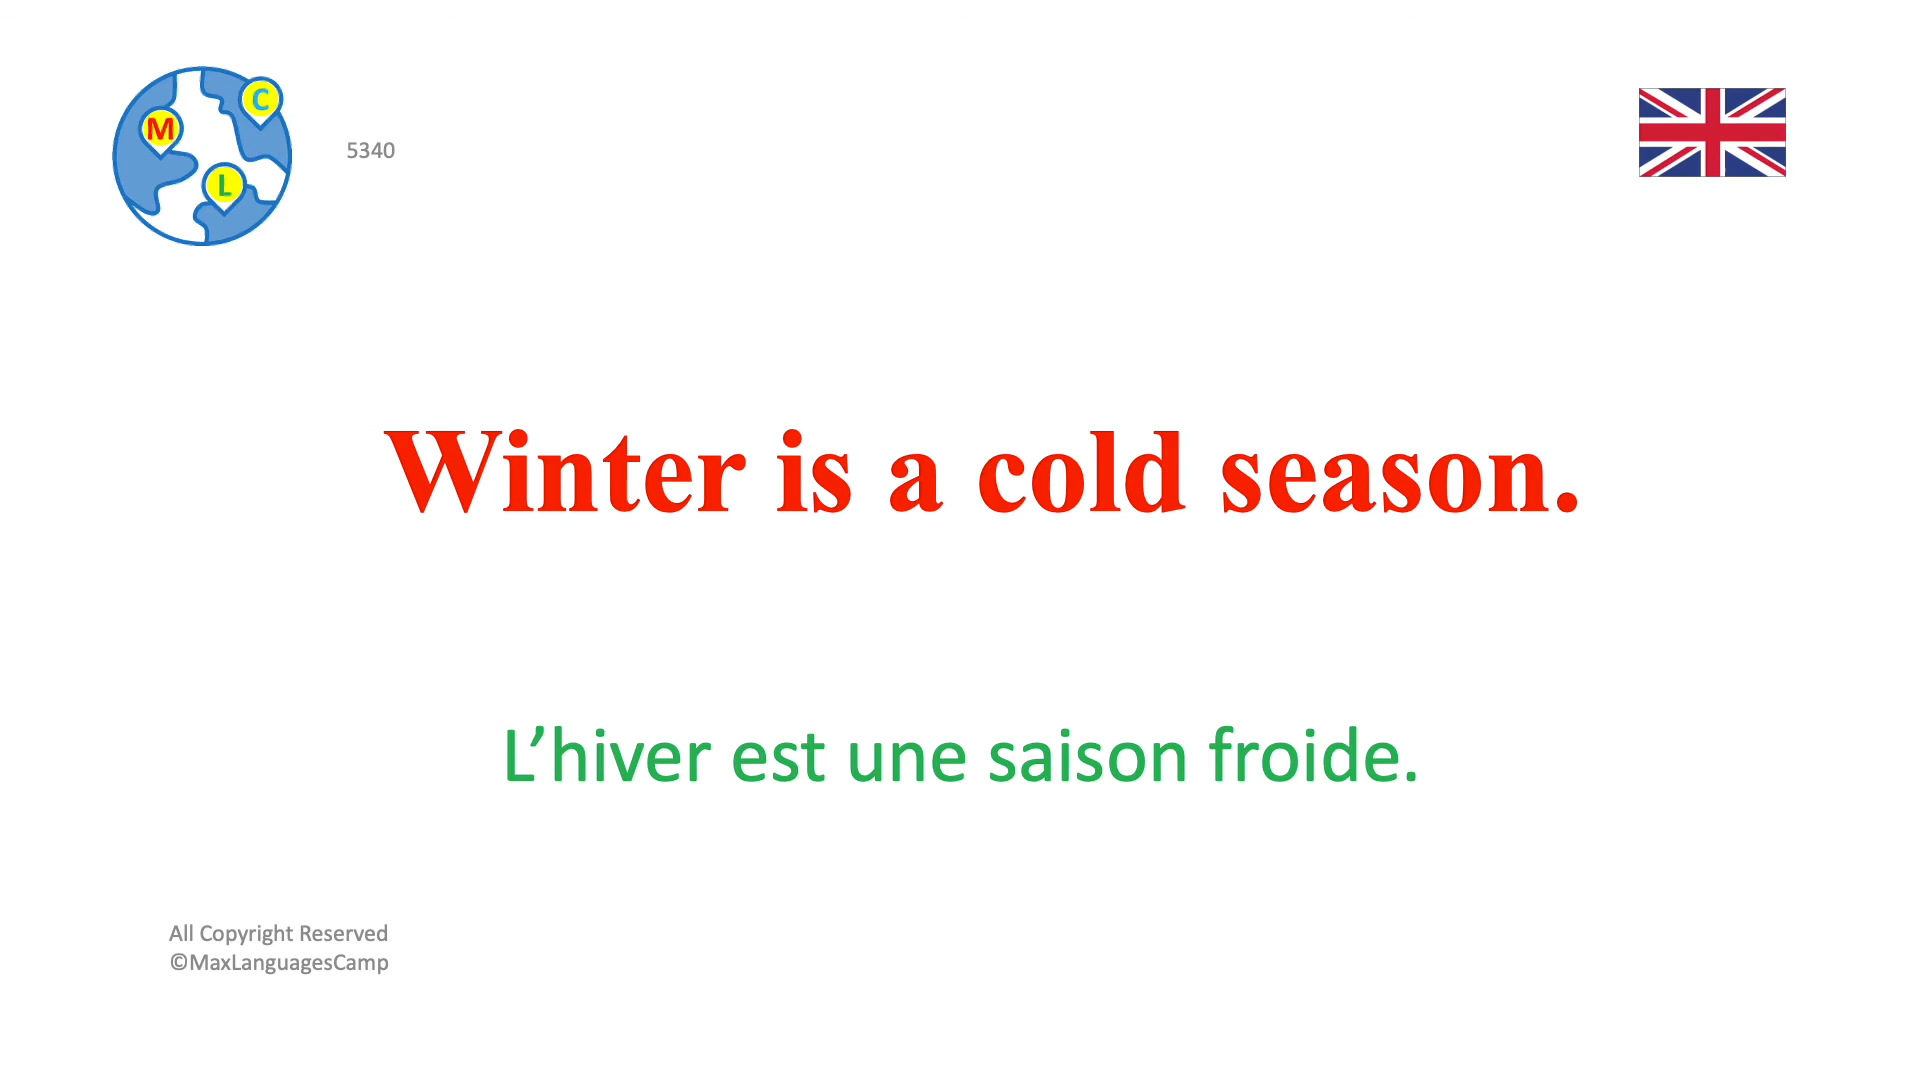 C
M
L
5340
Winter is a cold season.
L’hiver est une saison froide.
All Copyright Reserved
©MaxLanguagesCamp